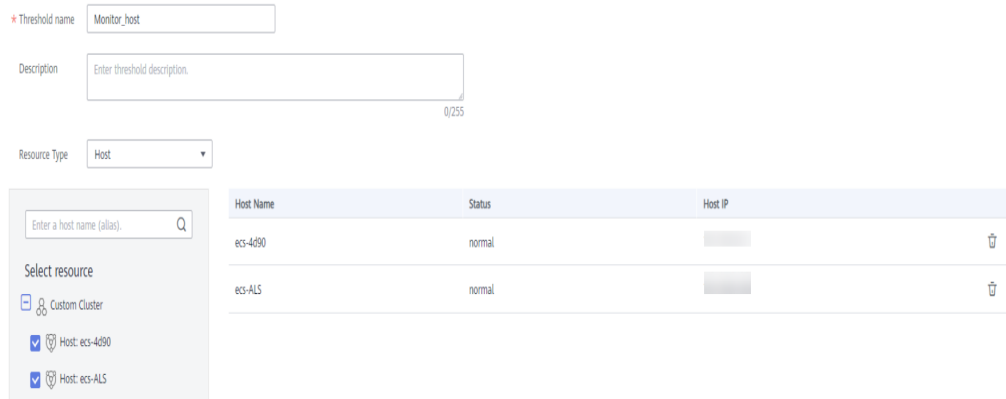 * Threshold name Monitor_host
Description Enter threshold description.
0/255
Resource Type Host
Host Name Status Host IP
Enter a host name (alias).
ecs-4d90 normal
Select resource
ecs-ALS normal
Custom Cluster
Host: ecs-4d90
Host: ecs-ALS